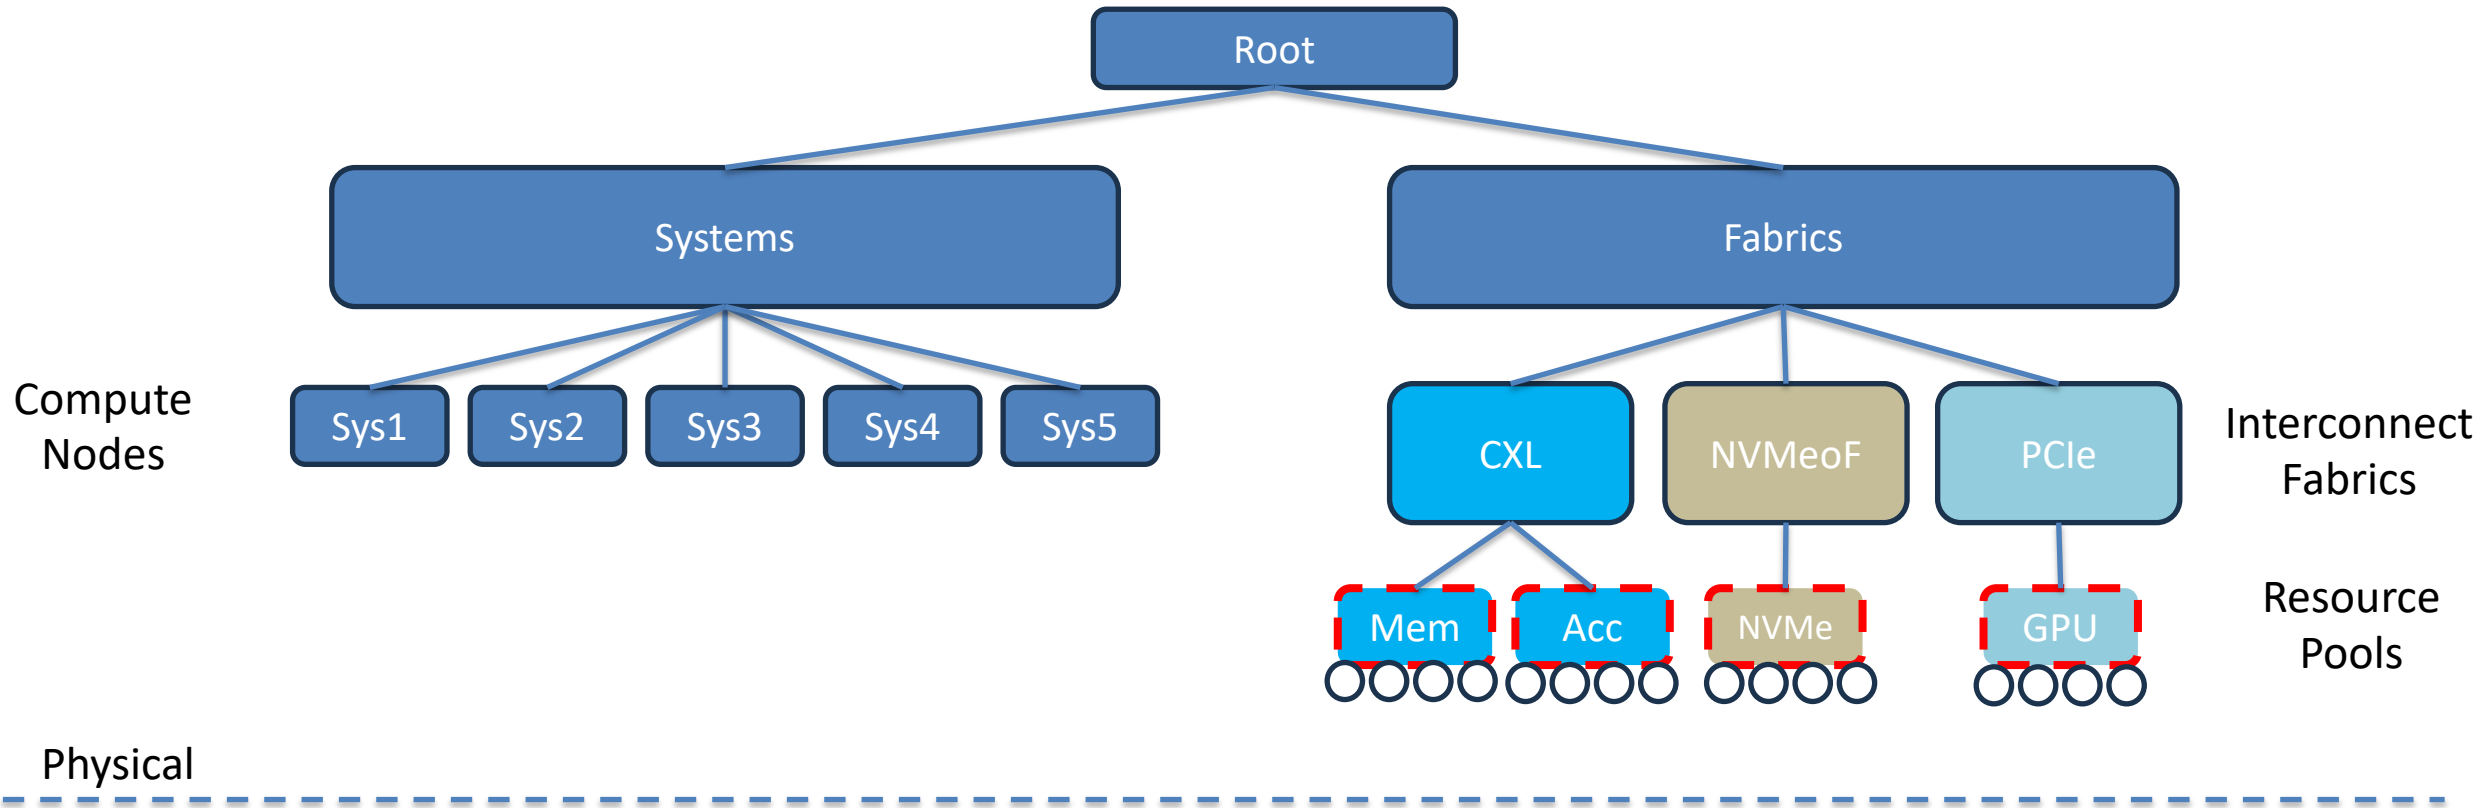 Root
Systems
Fabrics
Compute
Nodes
Sys1
Sys2
Sys3
Sys4
Sys5
CXL
NVMeoF
PCIe
Interconnect
Fabrics
Mem
Acc
NVMe
GPU
Resource
Pools
Physical